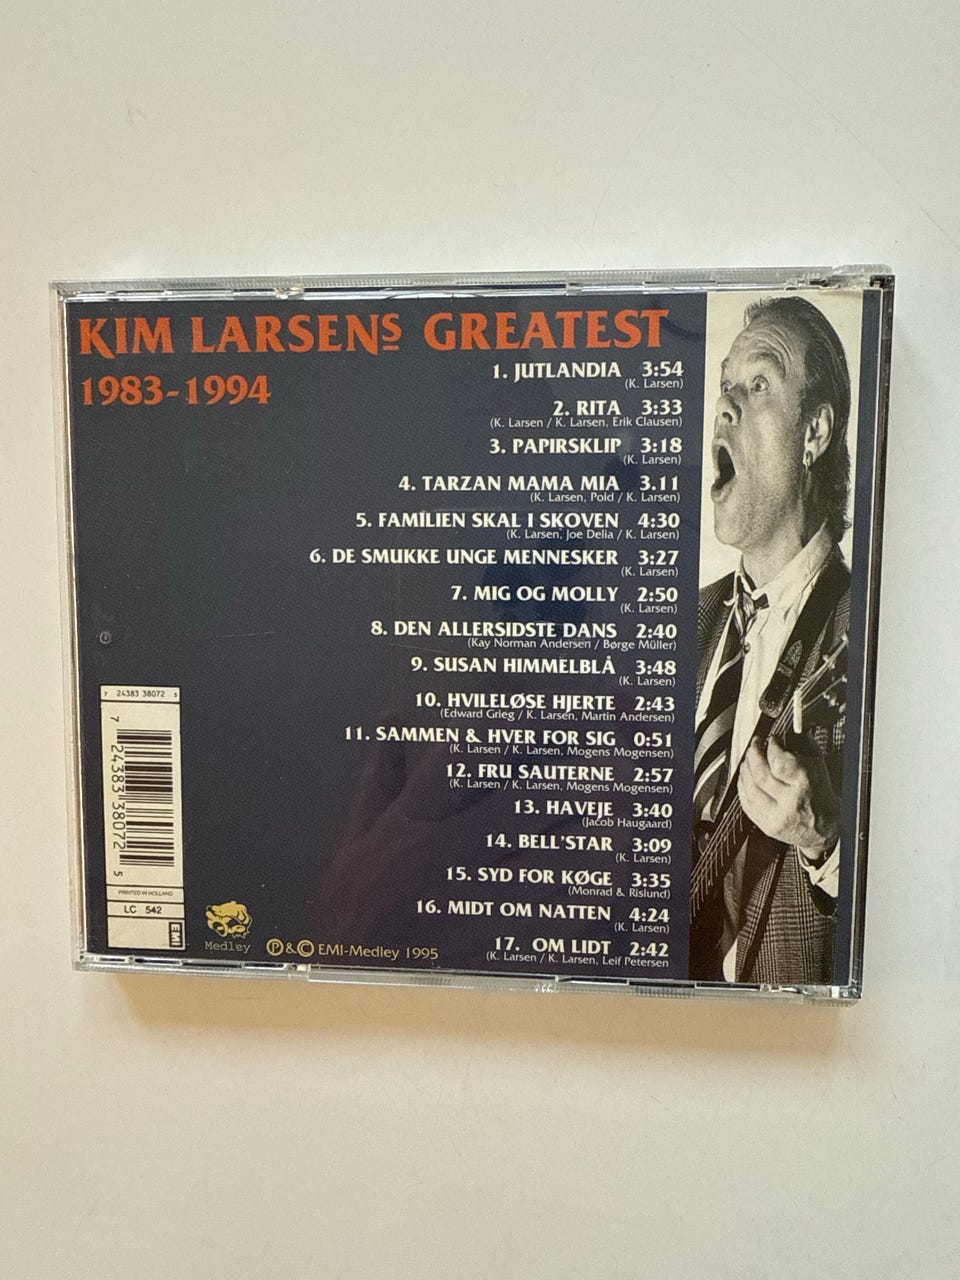 KIM LARSENS GREATEST
1983-1994
1. JUTLANDIA 3:54
(K. Larsen)
2. RITA 3:33
(K. Larsen / K. Larsen, Erik Clausen)
3. PAPIRSKLIP 3:18
(K. Larsen)
4. TARZAN MAMA MIA 3.11
(K. Larsen, Pold / K. Larsen)
5. FAMILIEN SKAL I SKOVEN 4:30
(K. Larsen, Joe Delia / K. Larsen)
6. DE SMUKKE UNGE MENNESKER 3:27
(K. Larsen)
7. MIG OG MOLLY 2:50
(K. Larsen)
8. DEN ALLERSIDSTE DANS 2:40
(Kay Norman Andersen / Børge Müller)
9. SUSAN HIMMELBLÅ 3:48
(K. Larsen)
10. HVILELØSE HJERTE 2:43
(Edward Grieg / K. Larsen, Martin Andersen)
11. SAMMEN & HVER FOR SIG 0:51
(K. Larsen / K. Larsen, Mogens Mogensen)
12. FRU SAUTERNE 2:57
(K. Larsen / K. Larsen, Mogens Mogensen)
13. HAVEJE 3:40
(Jacob Haugaard)
14. BELL'STAR 3:09
(K. Larsen)
15. SYD FOR KØGE 3:35
(Monrad & Rislund)
16. MIDT OM NATTEN 4:24
(K. Larsen)
17. OM LIDT 2:42
(K. Larsen / K. Larsen, Leif Petersen
7 24383 38072 5
7 24383 38072 5
PRINTED IN HOLLAND
LC 542
EMI
Medley
Ⓟ & © EMI-Medley 1995